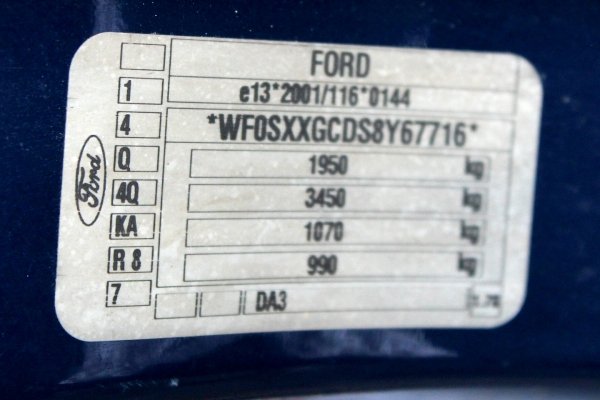 FORD
1
e13*2001/116*0144
4
*WF0SXXGCDS8Y67716*
Q
1950 kg
4Q
3450 kg
KA
1070 kg
R 8
990 kg
7
DA3
Ford